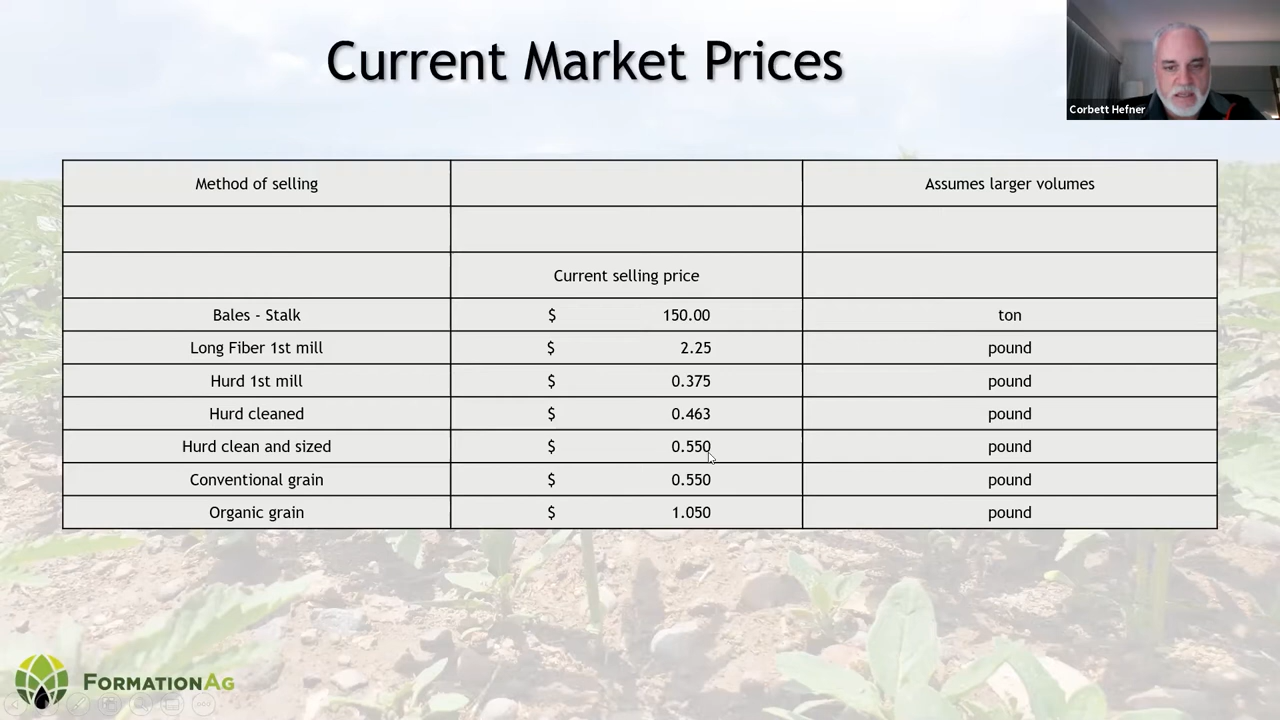 Current Market Prices
Corbett Hefner
Method of selling Assumes larger volumes
Current selling price
Bales - Stalk $ 150.00 ton
Long Fiber 1st mill $ 2.25 pound
Hurd 1st mill $ 0.375 pound
Hurd cleaned $ 0.463 pound
Hurd clean and sized $ 0.550 pound
Conventional grain $ 0.550 pound
Organic grain $ 1.050 pound
FORMATIONAG